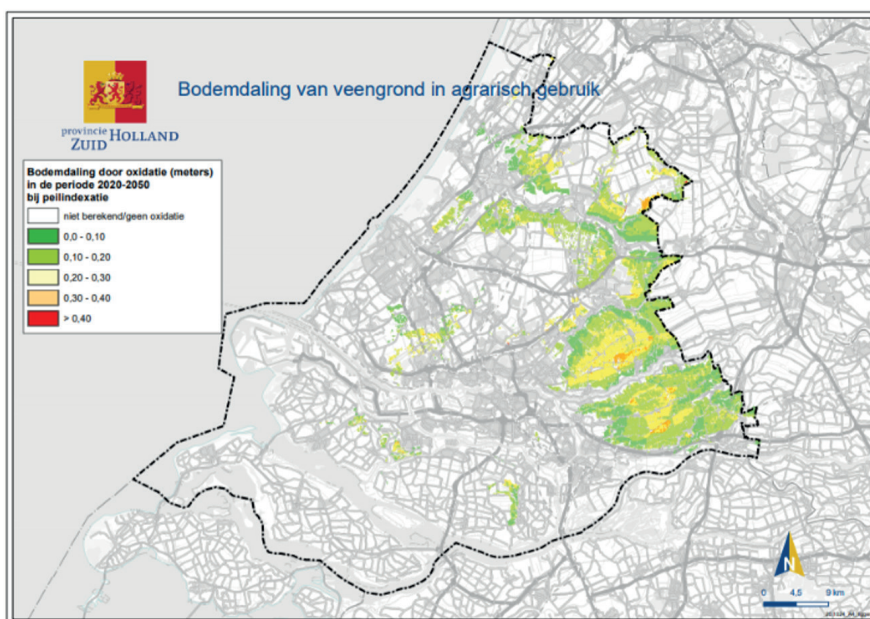 Bodemdaling van veengrond in agrarisch gebruik
provincie
ZUID HOLLAND
Bodemdaling door oxidatie (meters)
in de periode 2020-2050
bij peilindexatie
niet berekend/geen oxidatie
0,0 - 0,10
0,10 - 0,20
0,20 - 0,30
0,30 - 0,40
> 0,40
N
0 4,5 9 km